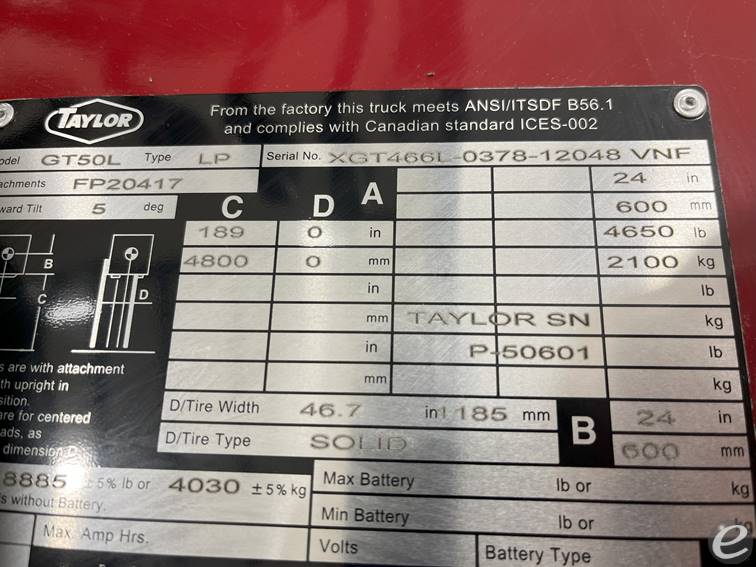 TAYLOR
From the factory this truck meets ANSI/ITSDF B56.1
and complies with Canadian standard ICES-002
odel GT50L Type LP Serial No. XGT466L-0378-12048 VNF
achments FP20417
ward Tilt 5 deg
C D A
24 in
600 mm
189 0 in 4650 lb
4800 0 mm 2100 kg
in lb
mm TAYLOR SN kg
in P-50601 lb
mm kg
B
C
D
s are with attachment
th upright in
sition.
are for centered
ads, as
dimension D
D/Tire Width 46.7 in 1185 mm
D/Tire Type SOLID
B 24 in
600 mm
8885 ±5% lb or 4030 ±5% kg
s without Battery.
Max Battery lb or kg
Min Battery lb or
Max. Amp Hrs.
Volts Battery Type
e